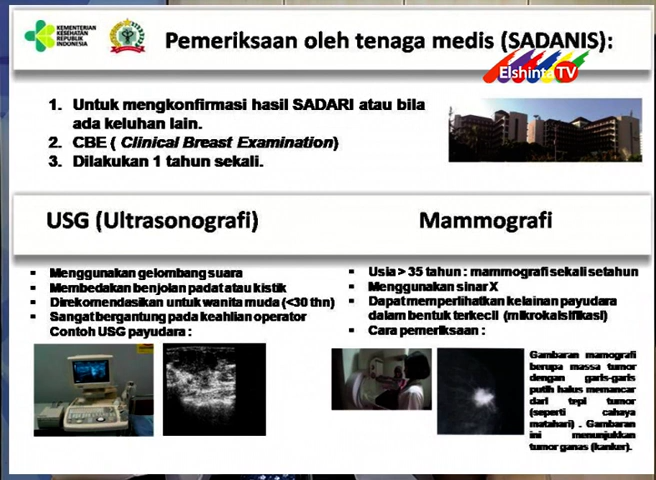 KEMENTERIAN
KESEHATAN
REPUBLIK
INDONESIA
Pemeriksaan oleh tenaga medis (SADANIS):
Elshinta TV
1. Untuk mengkonfirmasi hasil SADARI atau bila
ada keluhan lain.
2. CBE ( Clinical Breast Examination)
3. Dilakukan 1 tahun sekali.
USG (Ultrasonografi)
Mammografi
▪ Menggunakan gelombang suara
▪ Membedakan benjolan padat atau kistik
▪ Direkomendasikan untuk wanita muda (<30 thn)
▪ Sangat bergantung pada keahlian operator
Contoh USG payudara :
▪ Usia > 35 tahun : mammografi sekali setahun
▪ Menggunakan sinar X
▪ Dapat memperlihatkan kelainan payudara
dalam bentuk terkecil (mikrokalsifikasi)
▪ Cara pemeriksaan :
Gambaran mamografi
berupa massa tumor
dengan garis-garis
putih halus memancar
dari tepi tumor
(seperti cahaya
matahari) . Gambaran
ini menunjukkan
tumor ganas (kanker).